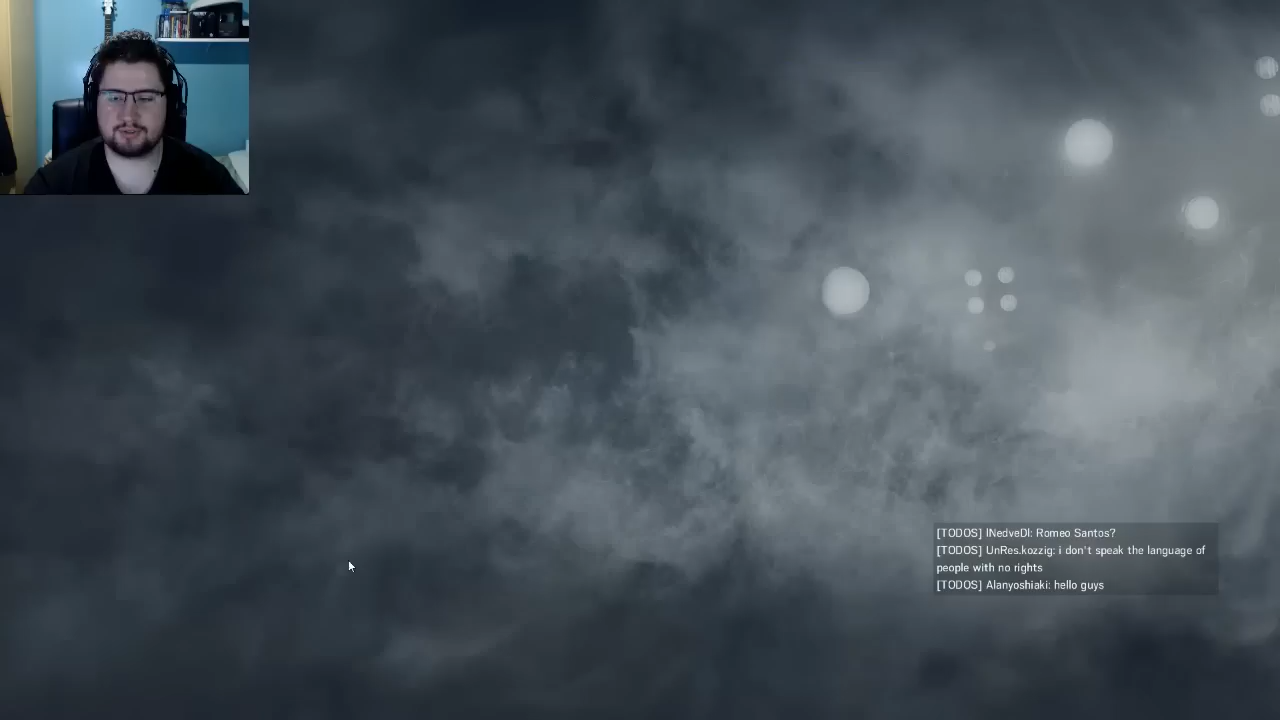 [TODOS] lNedveDl: Romeo Santos?
[TODOS] UnRes.kozzig: i don't speak the language of
people with no rights
[TODOS] Alanyoshiaki: hello guys